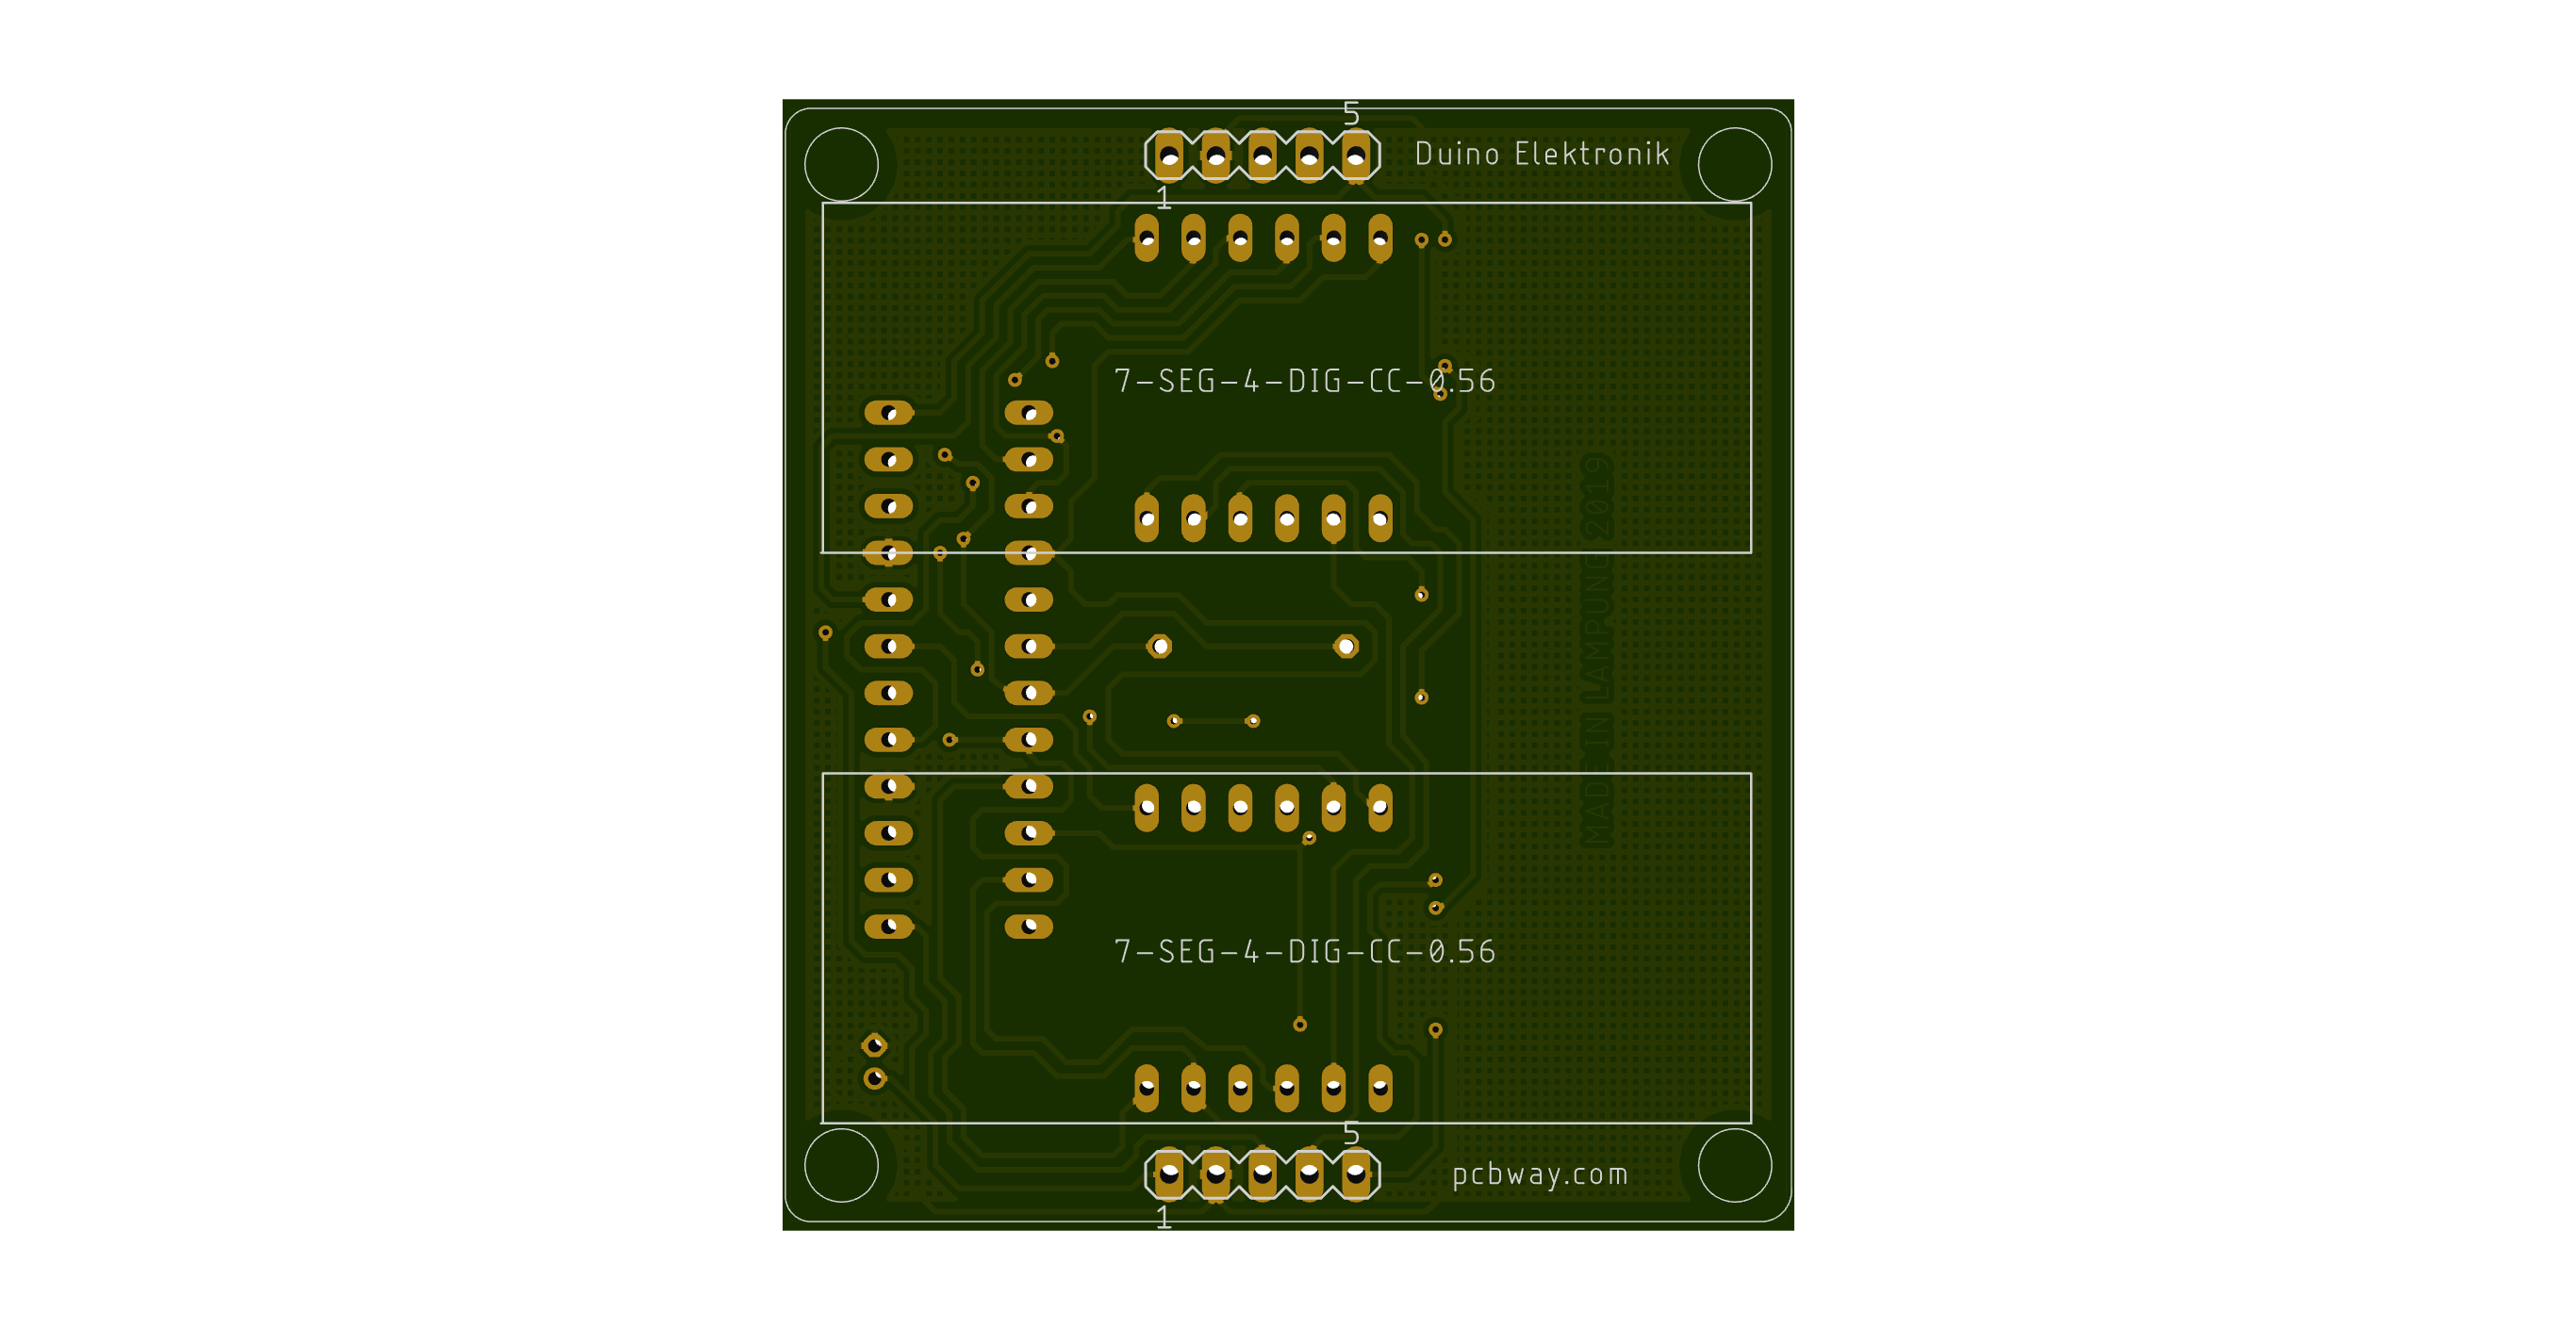 5
Duino Elektronik
1
7-SEG-4-DIG-CC-0.56
MADE IN LAMPUNG 2019
7-SEG-4-DIG-CC-0.56
5
pcbway.com
1